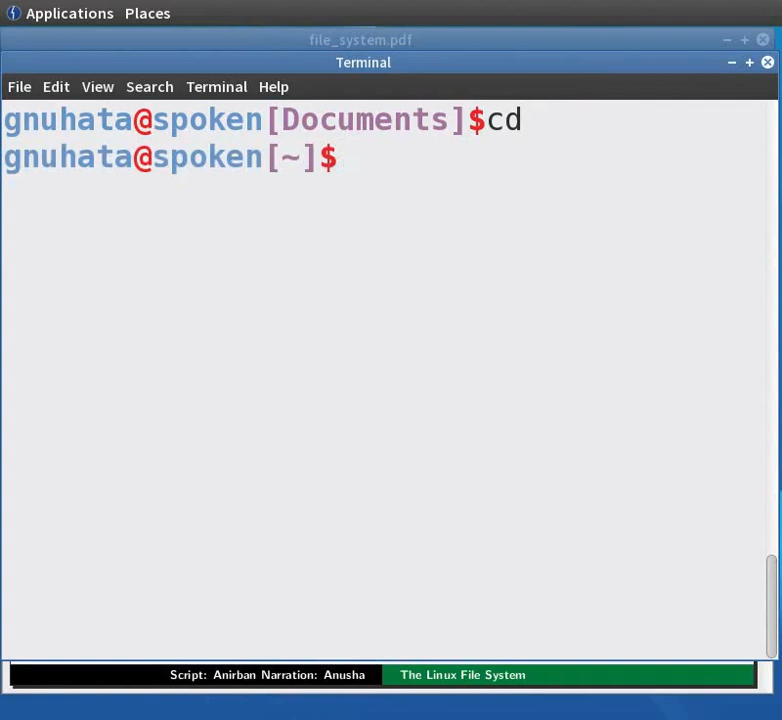 Applications Places
file_system.pdf
Terminal
File Edit View Search Terminal Help
gnuhata@spoken[Documents]$cd
gnuhata@spoken[~]$
Script: Anirban Narration: Anusha The Linux File System